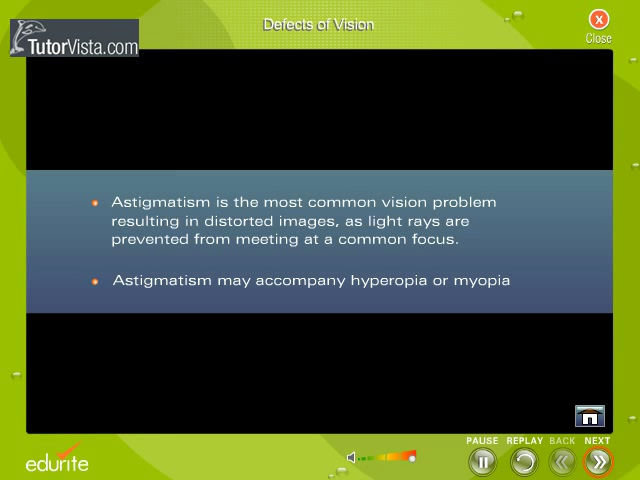 Defects of Vision
X
Close
TutorVista.com
Astigmatism is the most common vision problem
resulting in distorted images, as light rays are
prevented from meeting at a common focus.
Astigmatism may accompany hyperopia or myopia
PAUSE REPLAY BACK NEXT
edurite